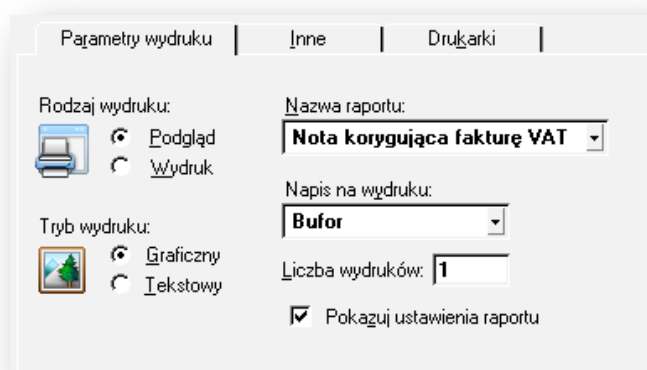 Parametry wydruku
Inne
Drukarki
Rodzaj wydruku:
Podgląd
Wydruk
Tryb wydruku:
Graficzny
Tekstowy
Nazwa raportu:
Nota korygująca fakturę VAT
Napis na wydruku:
Bufor
Liczba wydruków: 1
Pokazuj ustawienia raportu